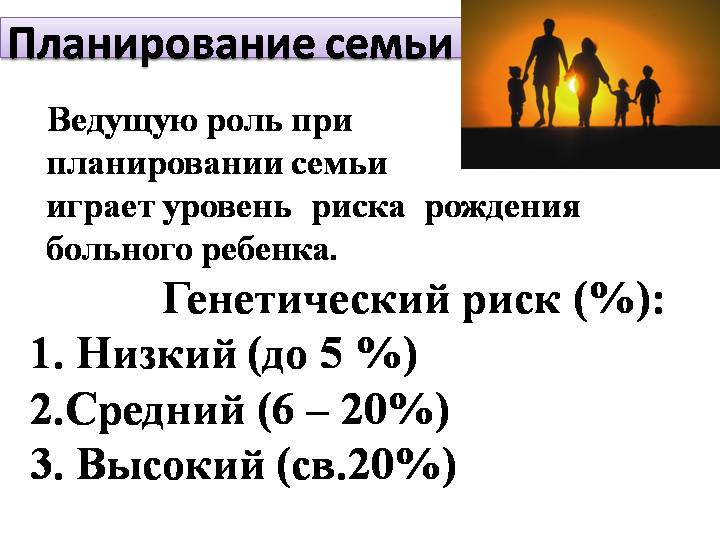 Планирование семьи
Ведущую роль при
планировании семьи
играет уровень риска рождения
больного ребенка.
Генетический риск (%):
1. Низкий (до 5 %)
2.Средний (6 – 20%)
3. Высокий (св.20%)